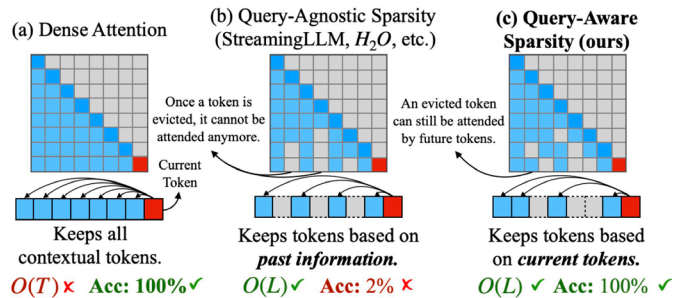 (a) Dense Attention
Current
Token
Keeps all
contextual tokens.
O(T) ✗ Acc: 100% ✓
(b) Query-Agnostic Sparsity
(StreamingLLM, H2O, etc.)
Once a token is
evicted, it cannot be
attended anymore.
Keeps tokens based on
past information.
O(L) ✓ Acc: 2% ✗
(c) Query-Aware
Sparsity (ours)
An evicted token
can still be attended
by future tokens.
Keeps tokens based
on current tokens.
O(L) ✓ Acc: 100% ✓